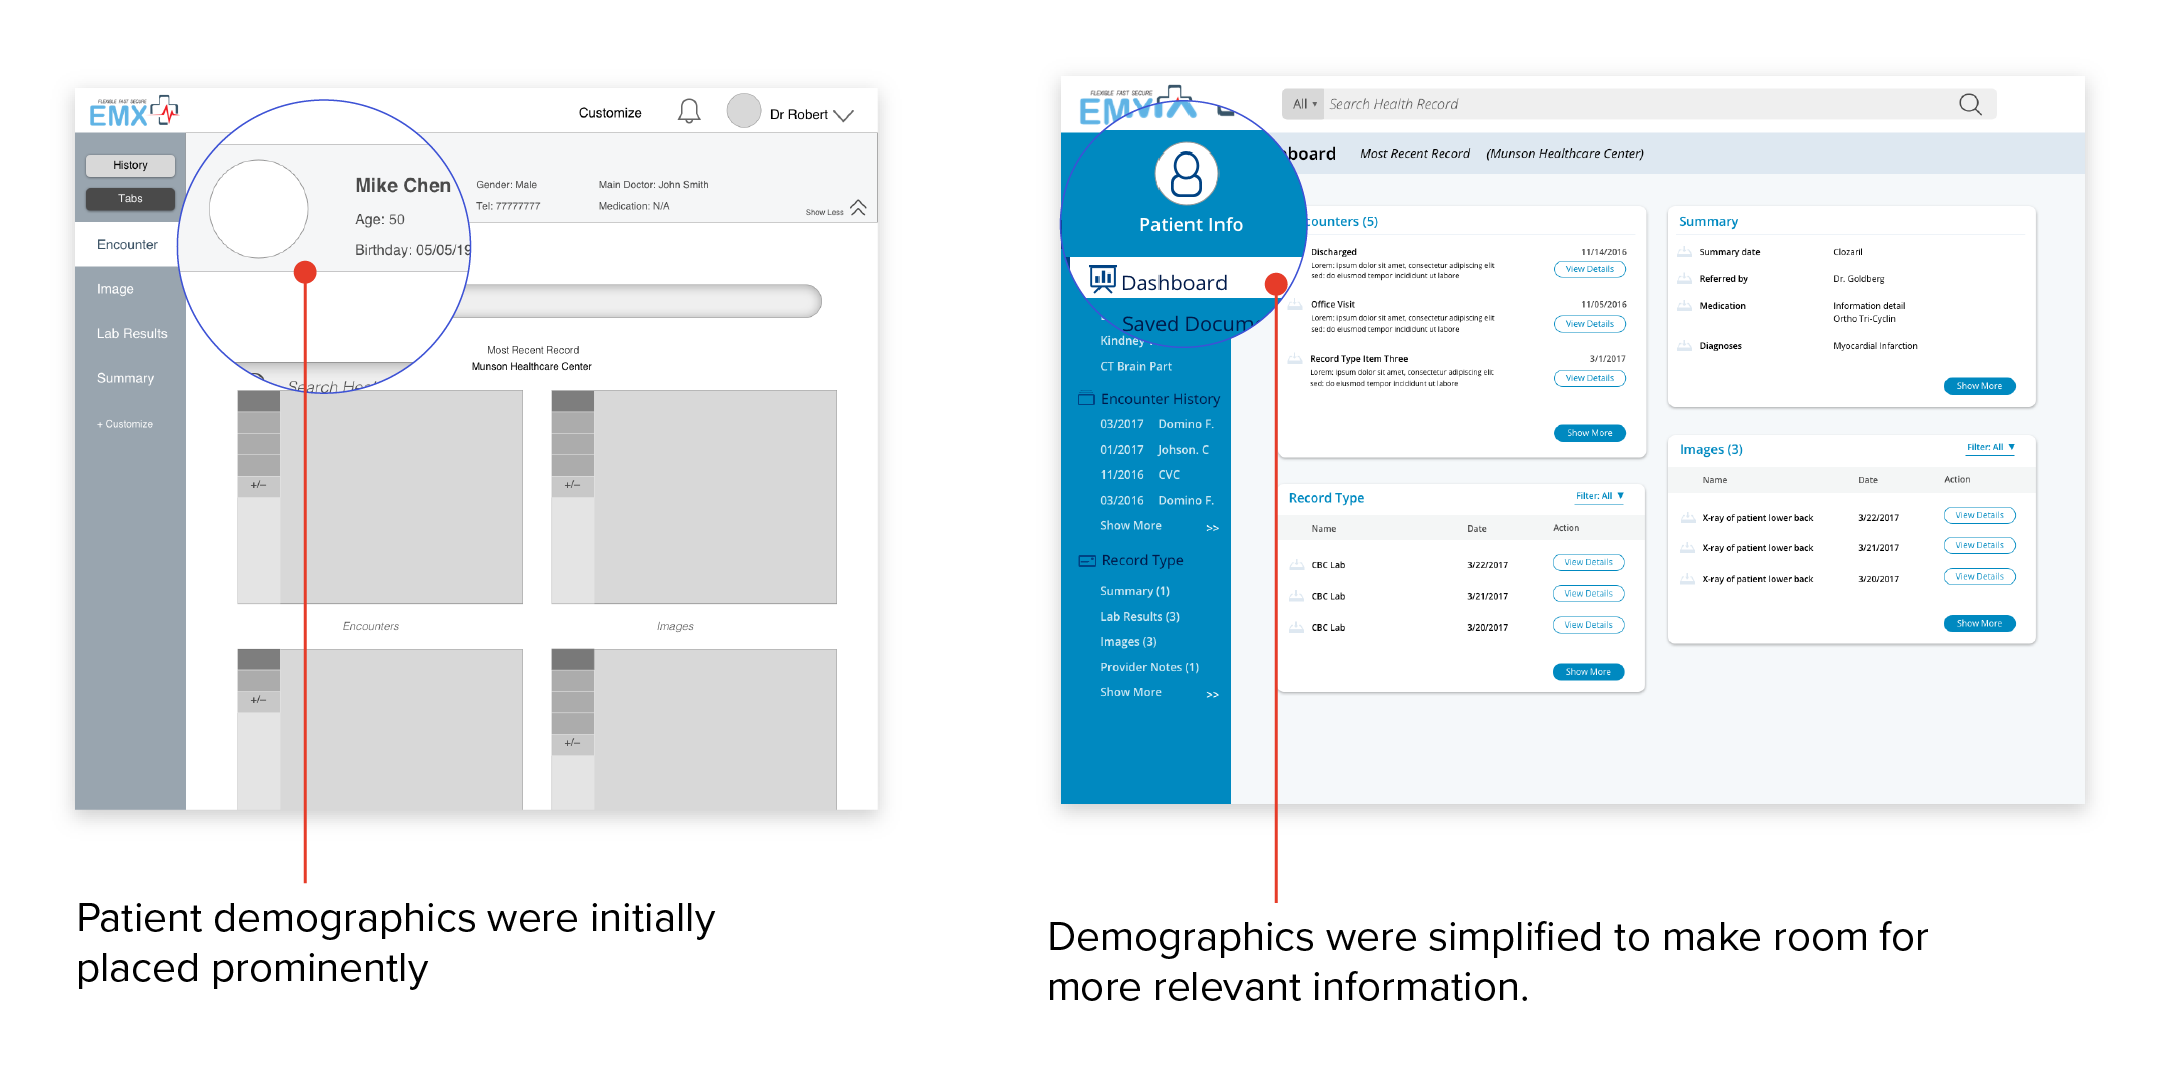 FLEXIBLE FAST SECURE
EMX
Customize
Dr Robert
History
Tabs
Encounter
Image
Lab Results
Summary
+ Customize
Mike Chen
Age: 50
Birthday: 05/05/19
Gender: Male
Tel: 77777777
Main Doctor: John Smith
Medication: N/A
Show Less
Search Hea
Most Recent Record
Munson Healthcare Center
+/-
+/-
Encounters
Images
+/-
+/-
Patient demographics were initially
placed prominently
FLEXIBLE FAST SECURE
EMX
All
Search Health Record
Patient Info
Dashboard
Saved Docum
Kindney
CT Brain Part
Encounter History
03/2017 Domino F.
01/2017 Johson. C
11/2016 CVC
03/2016 Domino F.
Show More >>
Record Type
Summary (1)
Lab Results (3)
Images (3)
Provider Notes (1)
Show More >>
board Most Recent Record (Munson Healthcare Center)
counters (5)
Discharged 11/14/2016
Lorem: ipsum dolor sit amet, consectetur adipiscing elit
sed: do eiusmod tempor incididunt ut labore
View Details
Office Visit 11/05/2016
Lorem: ipsum dolor sit amet, consectetur adipiscing elit
sed: do eiusmod tempor incididunt ut labore
View Details
Record Type Item Three 3/1/2017
Lorem: ipsum dolor sit amet, consectetur adipiscing elit
sed: do eiusmod tempor incididunt ut labore
View Details
Show More
Record Type Filter: All
Name Date Action
CBC Lab 3/22/2017 View Details
CBC Lab 3/21/2017 View Details
CBC Lab 3/20/2017 View Details
Show More
Summary
Summary date Clozaril
Referred by Dr. Goldberg
Medication Information detail
Ortho Tri-Cyclin
Diagnoses Myocardial Infarction
Show More
Images (3) Filter: All
Name Date Action
X-ray of patient lower back 3/22/2017 View Details
X-ray of patient lower back 3/21/2017 View Details
X-ray of patient lower back 3/20/2017 View Details
Show More
Demographics were simplified to make room for
more relevant information.